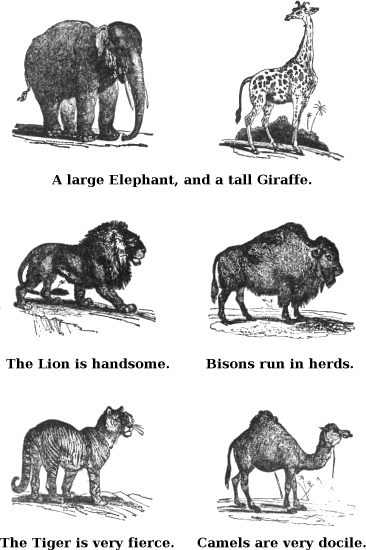 A large Elephant, and a tall Giraffe.
The Lion is handsome.
Bisons run in herds.
The Tiger is very fierce.
Camels are very docile.